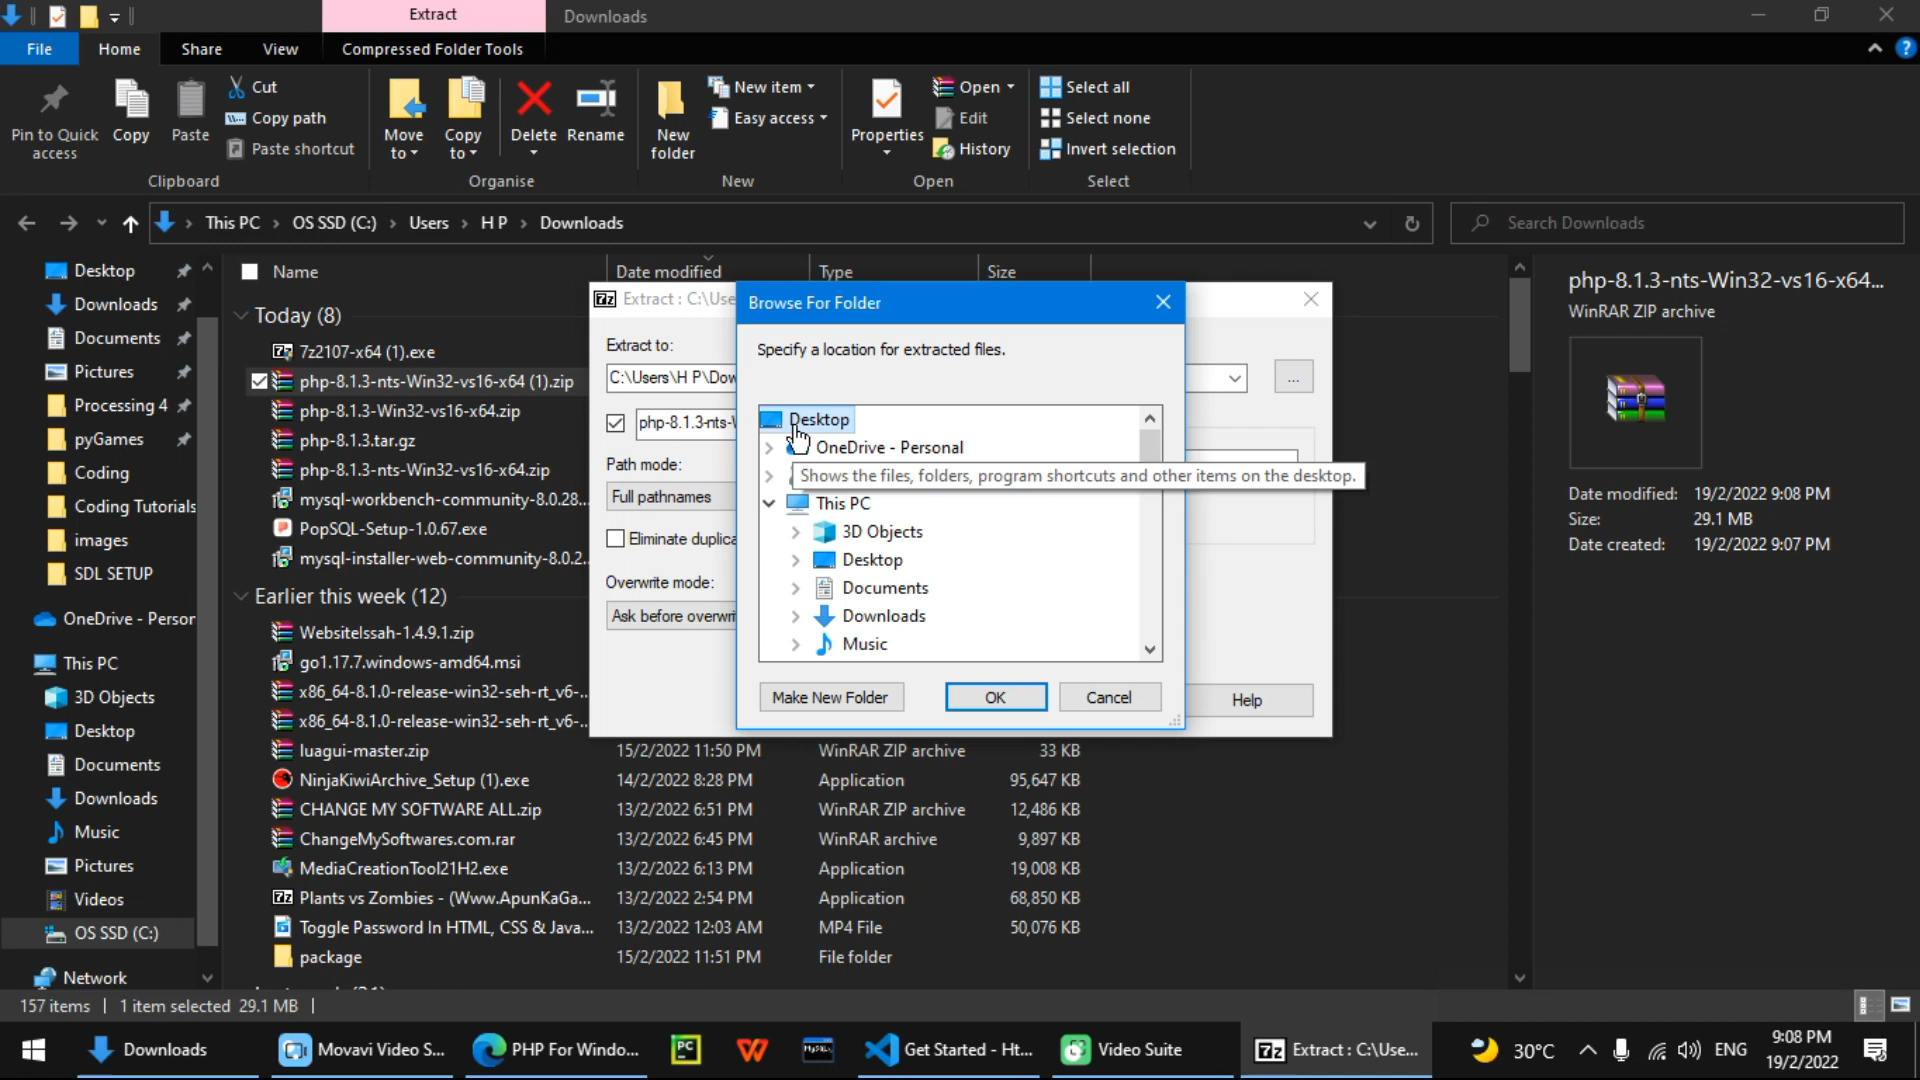 Extract
Downloads
File
Home
Share
View
Compressed Folder Tools
Pin to Quick access
Copy
Paste
Cut
Copy path
Paste shortcut
Clipboard
Move to
Copy to
Delete
Rename
Organise
New folder
New item
Easy access
New
Properties
Open
Edit
History
Open
Select all
Select none
Invert selection
Select
This PC > OS SSD (C:) > Users > H P > Downloads
Search Downloads
Desktop
Downloads
Documents
Pictures
Processing 4
pyGames
Coding
Coding Tutorials
images
SDL SETUP
OneDrive - Person
This PC
3D Objects
Desktop
Documents
Downloads
Music
Pictures
Videos
OS SSD (C:)
Network
Name
Date modified
Type
Size
Today (8)
7z2107-x64 (1).exe
php-8.1.3-nts-Win32-vs16-x64 (1).zip
php-8.1.3-Win32-vs16-x64.zip
php-8.1.3.tar.gz
php-8.1.3-nts-Win32-vs16-x64.zip
mysql-workbench-community-8.0.28...
PopSQL-Setup-1.0.67.exe
mysql-installer-web-community-8.0.2...
Earlier this week (12)
WebsiteIssah-1.4.9.1.zip
go1.17.7.windows-amd64.msi
x86_64-8.1.0-release-win32-seh-rt_v6-...
x86_64-8.1.0-release-win32-seh-rt_v6-...
luagui-master.zip 15/2/2022 11:50 PM WinRAR ZIP archive 33 KB
NinjaKiwiArchive_Setup (1).exe 14/2/2022 8:28 PM Application 95,647 KB
CHANGE MY SOFTWARE ALL.zip 13/2/2022 6:51 PM WinRAR ZIP archive 12,486 KB
ChangeMySoftwares.com.rar 13/2/2022 6:45 PM WinRAR archive 9,897 KB
MediaCreationTool21H2.exe 13/2/2022 6:13 PM Application 19,008 KB
Plants vs Zombies - (Www.ApunKaGa... 13/2/2022 2:54 PM Application 68,850 KB
Toggle Password In HTML, CSS & Java... 13/2/2022 12:03 AM MP4 File 50,076 KB
package 15/2/2022 11:51 PM File folder
7z Extract : C:\Use
Extract to:
C:\Users\H P\Dow
...
php-8.1.3-nts-\
Path mode:
Full pathnames
Eliminate duplica
Overwrite mode:
Ask before overwri
Help
Browse For Folder
Specify a location for extracted files.
Desktop
OneDrive - Personal
Shows the files, folders, program shortcuts and other items on the desktop.
This PC
3D Objects
Desktop
Documents
Downloads
Music
Make New Folder
OK
Cancel
php-8.1.3-nts-Win32-vs16-x64...
WinRAR ZIP archive
Date modified: 19/2/2022 9:08 PM
Size: 29.1 MB
Date created: 19/2/2022 9:07 PM
157 items
1 item selected 29.1 MB
Downloads
Movavi Video S...
PHP For Windo...
PC
MySQL
Get Started - Ht...
Video Suite
7z Extract : C:\Use...
30°C
ENG
9:08 PM
19/2/2022